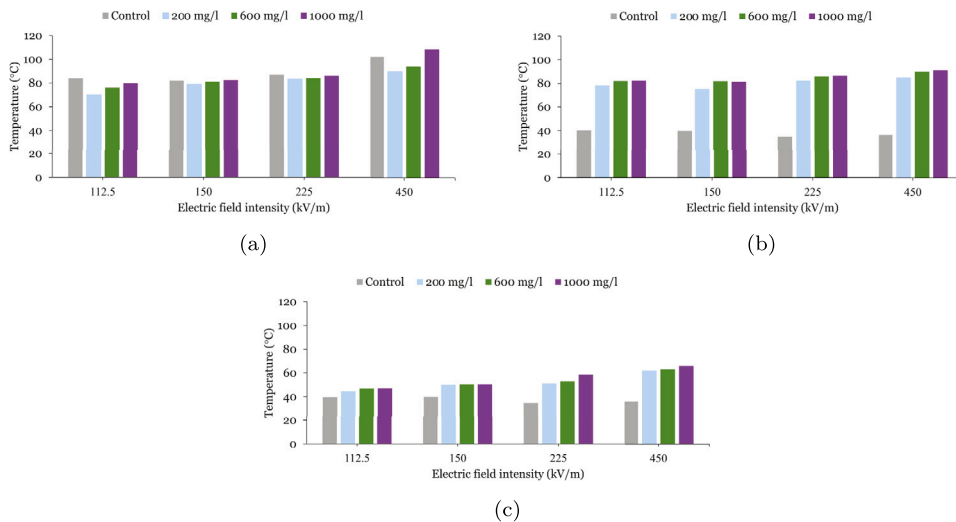 Control 200 mg/l 600 mg/l 1000 mg/l
120
100
80
60
40
20
0
Temperature (°C)
112.5 150 225 450
Electric field intensity (kV/m)
(a)
Control 200 mg/l 600 mg/l 1000 mg/l
120
100
80
60
40
20
0
Temperature (°C)
112.5 150 225 450
Electric field intensity (kV/m)
(b)
Control 200 mg/l 600 mg/l 1000 mg/l
120
100
80
60
40
20
0
Temperature (°C)
112.5 150 225 450
Electric field intensity (kV/m)
(c)